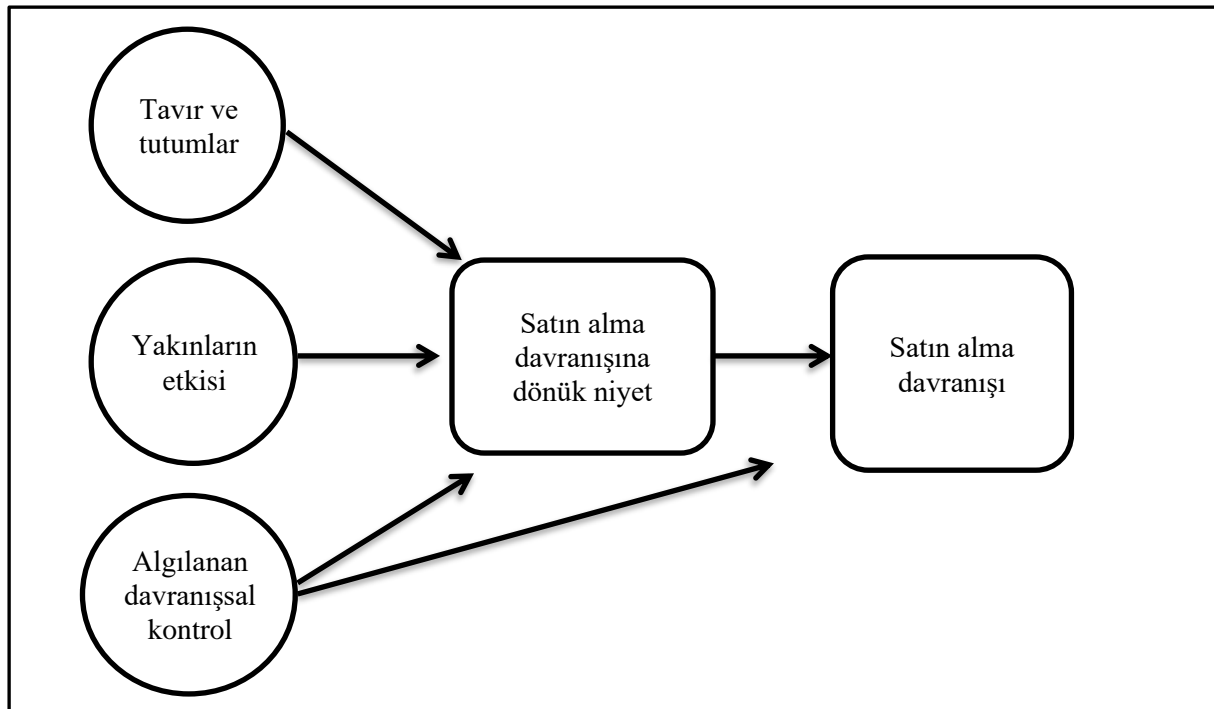 Tavır ve
tutumlar
Yakınların
etkisi
Satın alma
davranışına
dönük niyet
Satın alma
davranışı
Algılanan
davranışsal
kontrol